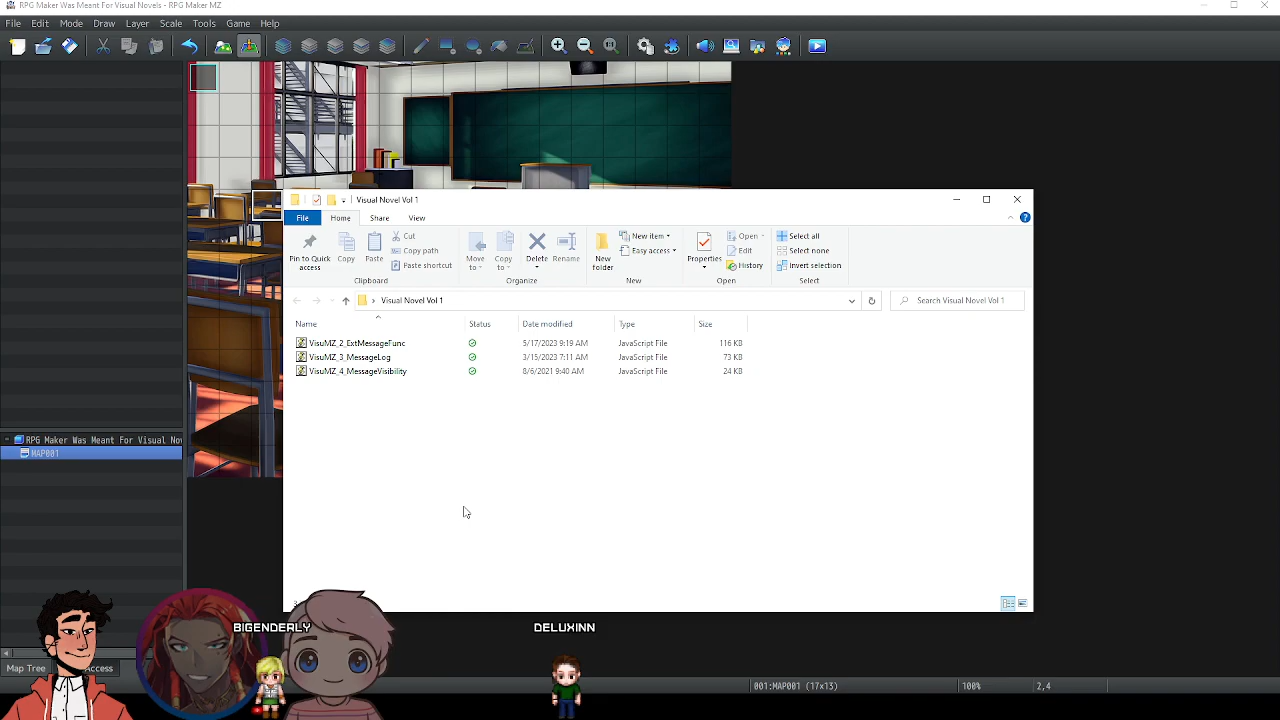 RPG Maker Was Meant For Visual Novels - RPG Maker MZ
File Edit Mode Draw Layer Scale Tools Game Help
Visual Novel Vol 1
File Home Share View
Pin to Quick access
Copy
Paste
Cut
Copy path
Paste shortcut
Clipboard
Move to
Copy to
Delete
Rename
Organize
New folder
New item
Easy access
New
Properties
Open
Edit
History
Open
Select all
Select none
Invert selection
Select
Visual Novel Vol 1
Search Visual Novel Vol 1
Name Status Date modified Type Size
VisuMZ_2_ExtMessageFunc 5/17/2023 9:19 AM JavaScript File 116 KB
VisuMZ_3_MessageLog 3/15/2023 7:11 AM JavaScript File 73 KB
VisuMZ_4_MessageVisibility 8/6/2021 9:40 AM JavaScript File 24 KB
RPG Maker Was Meant For Visual Nov
MAP001
BIGENDERLY
DELUXINN
Map Tree
Access
001:MAP001 (17x13) 100% 2,4